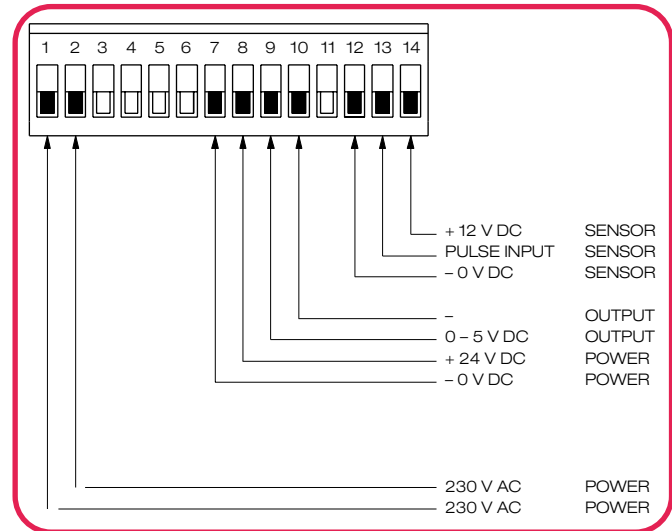 1 2 3 4 5 6 7 8 9 10 11 12 13 14
+ 12 V DC SENSOR
PULSE INPUT SENSOR
– 0 V DC SENSOR
– OUTPUT
0 – 5 V DC OUTPUT
+ 24 V DC POWER
– 0 V DC POWER
230 V AC POWER
230 V AC POWER